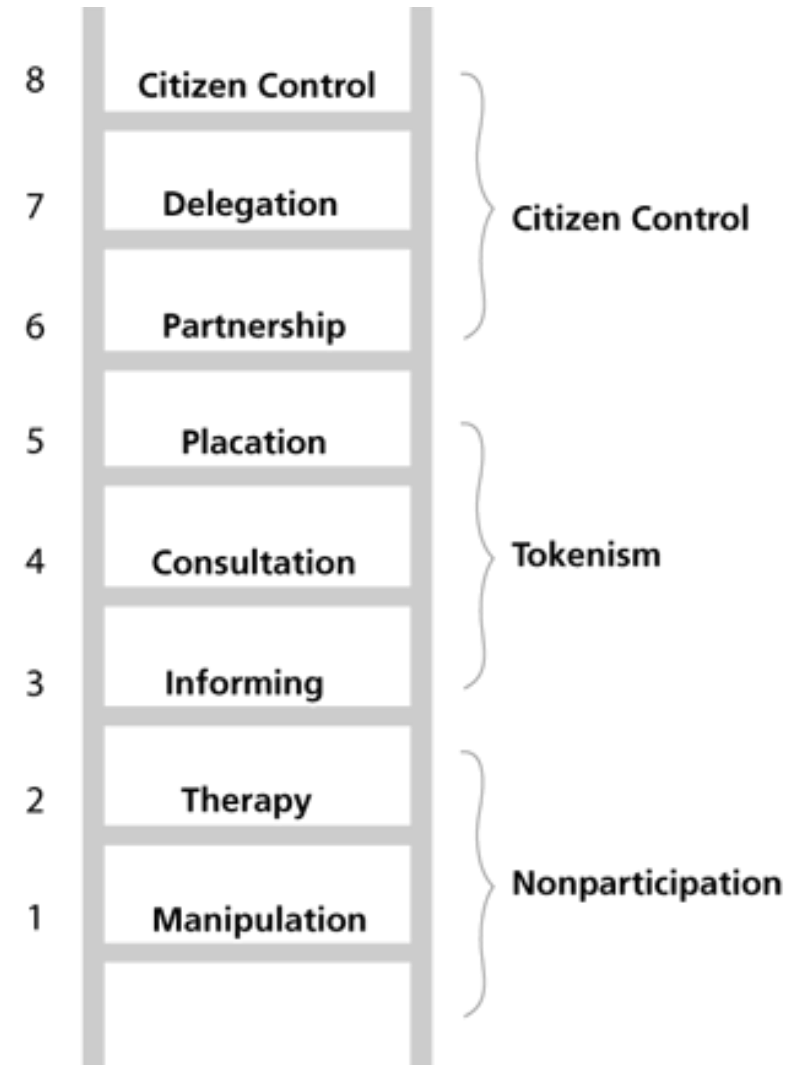 8 Citizen Control
7 Delegation
Citizen Control
6 Partnership
5 Placation
4 Consultation
Tokenism
3 Informing
2 Therapy
Nonparticipation
1 Manipulation